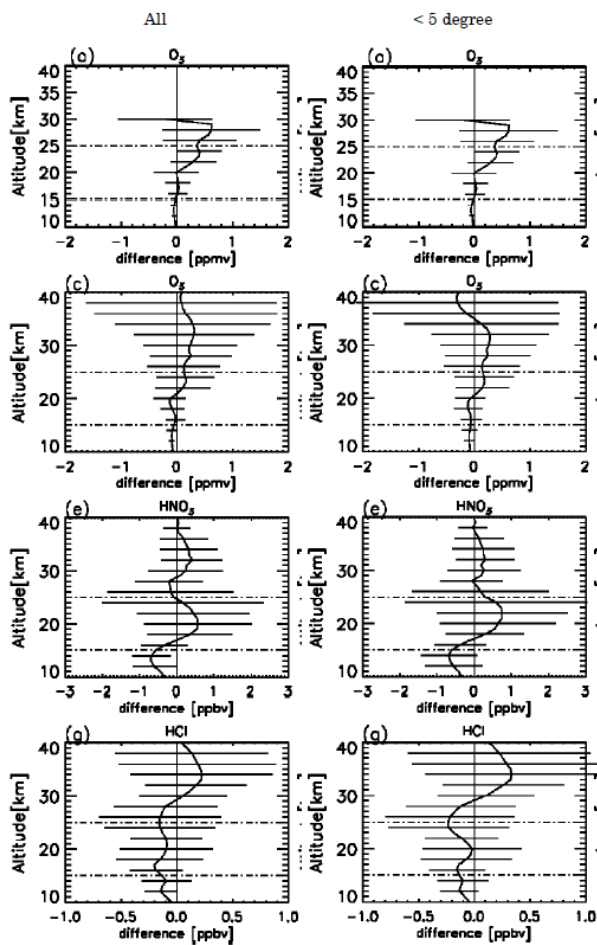 All < 5 degree
(a) O₃ (a) O₃
40 40
35 35
30 30
25 25
20 20
15 15
10 10
Altitude[km] Altitude[km]
-2 -1 0 1 2 -2 -1 0 1 2
difference [ppmv] difference [ppmv]
(c) O₃ (c) O₃
40 40
30 30
20 20
10 10
Altitude[km] Altitude[km]
-2 -1 0 1 2 -2 -1 0 1 2
difference [ppmv] difference [ppmv]
(e) HNO₃ (e) HNO₃
40 40
30 30
20 20
10 10
Altitude[km] Altitude[km]
-3 -2 -1 0 1 2 3 -3 -2 -1 0 1 2 3
difference [ppbv] difference [ppbv]
(g) HCl (g) HCl
40 40
30 30
20 20
10 10
Altitude[km] Altitude[km]
-1.0 -0.5 0.0 0.5 1.0 -1.0 -0.5 0.0 0.5 1.0
difference [ppbv] difference [ppbv]